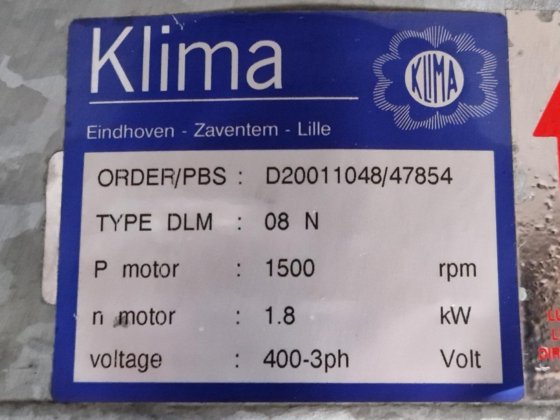 Klima
KLIMA
Eindhoven - Zaventem - Lille
ORDER/PBS : D20011048/47854
TYPE DLM : 08 N
P motor : 1500 rpm
n motor : 1.8 kW
voltage : 400-3ph Volt